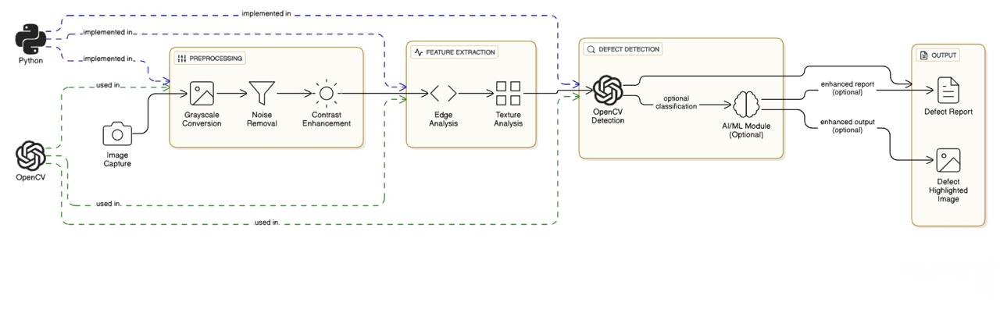 implemented in
implemented in
implemented in
Python
used in
OpenCV
used in.
used in.
Image
Capture
PREPROCESSING
Grayscale
Conversion
Noise
Removal
Contrast
Enhancement
FEATURE EXTRACTION
Edge
Analysis
Texture
Analysis
DEFECT DETECTION
OpenCV
Detection
optional
classification
AI/ML Module
(Optional)
enhanced report
(optional)
enhanced output
(optional)
OUTPUT
Defect Report
Defect
Highlighted
Image